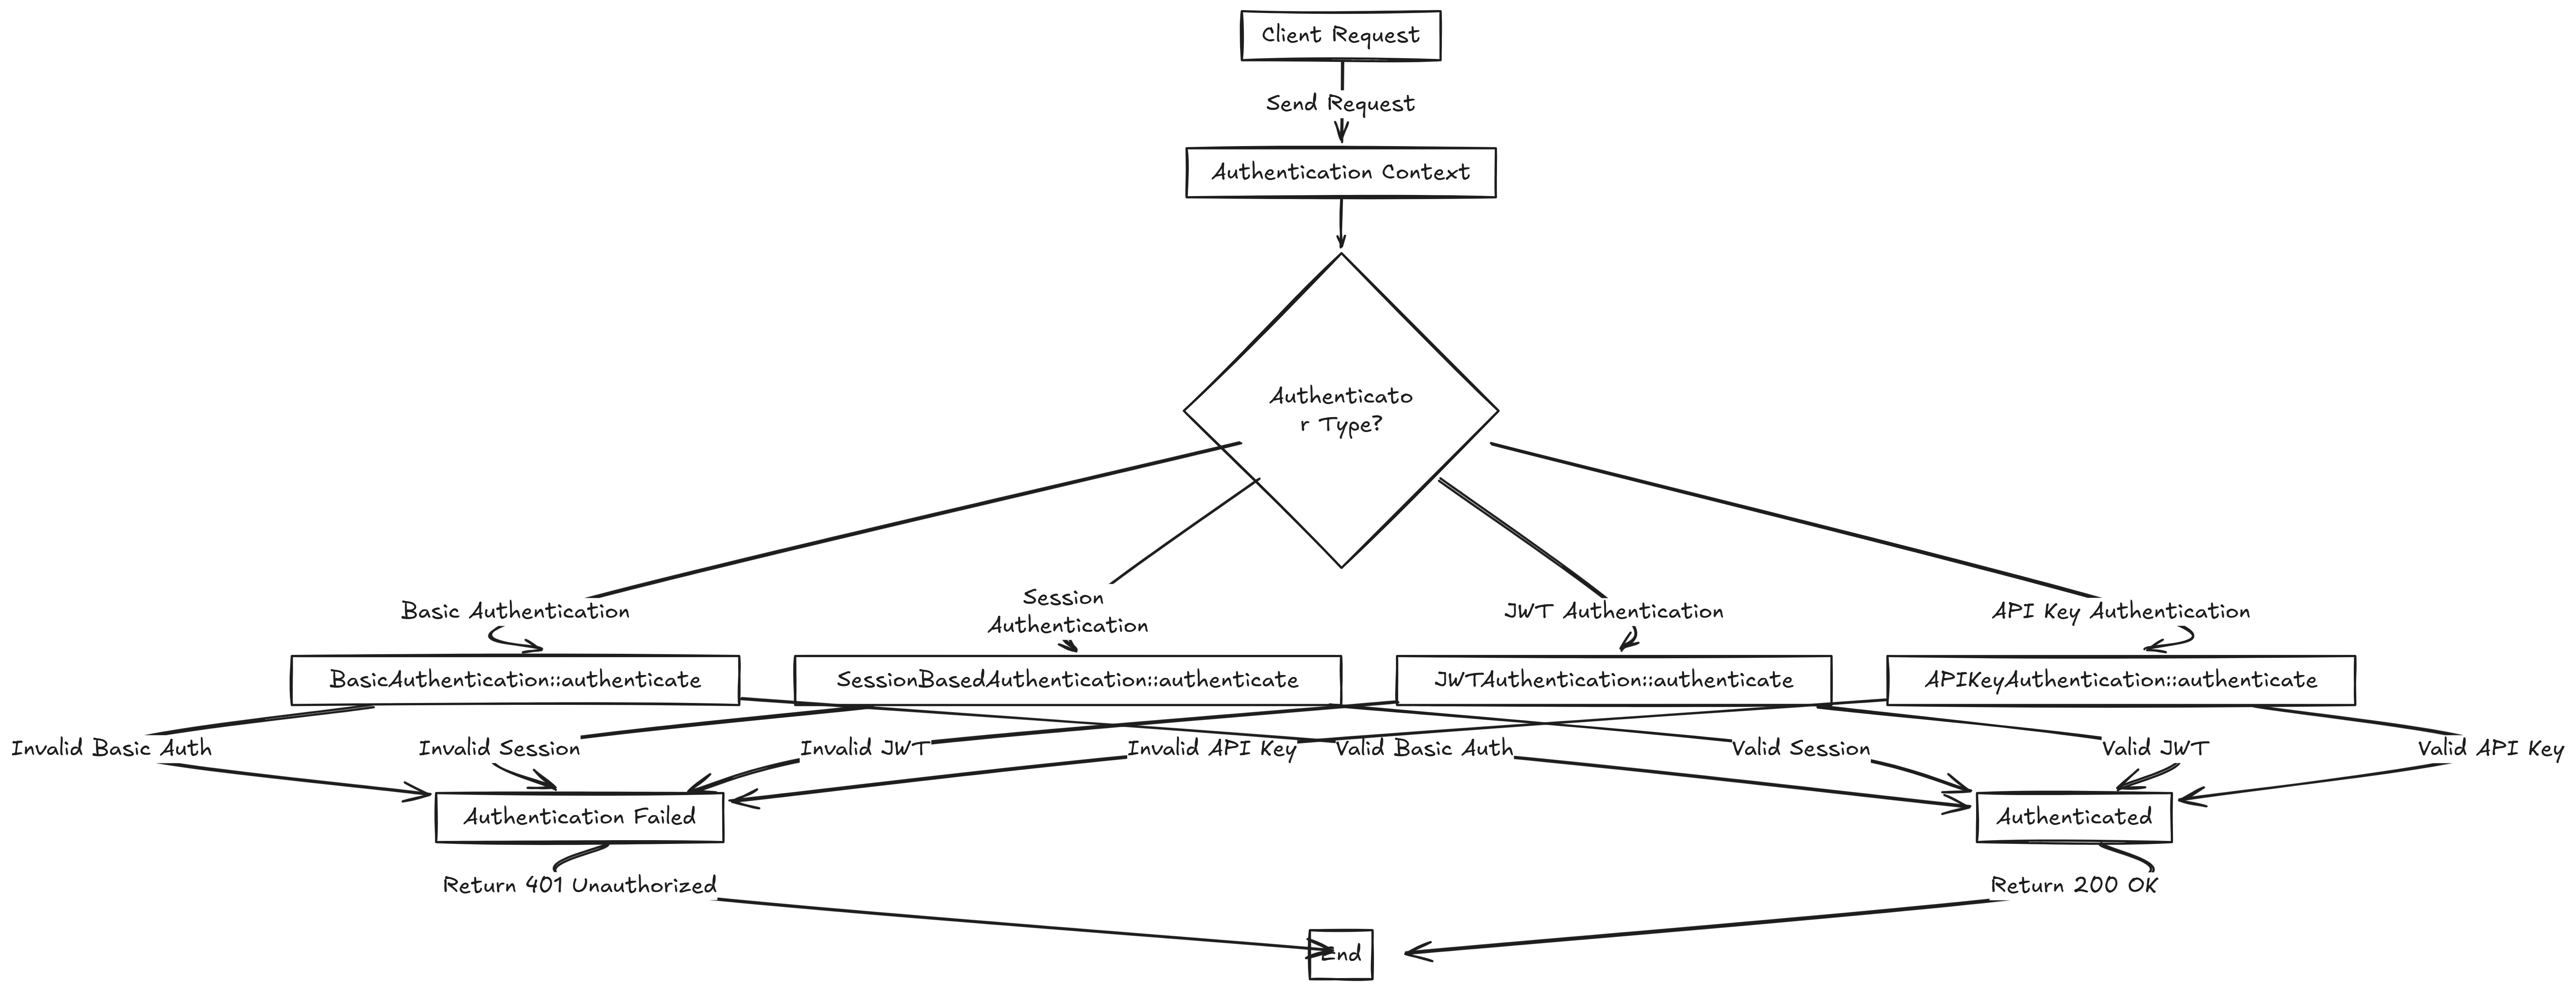 Client Request
Send Request
Authentication Context
Authenticato
r Type?
Basic Authentication
Session
Authentication
JWT Authentication
API Key Authentication
BasicAuthentication::authenticate
SessionBasedAuthentication::authenticate
JWTAuthentication::authenticate
APIKeyAuthentication::authenticate
Invalid Basic Auth
Invalid Session
Invalid JWT
Invalid API Key
Valid Basic Auth
Valid Session
Valid JWT
Valid API Key
Authentication Failed
Authenticated
Return 401 Unauthorized
Return 200 OK
End